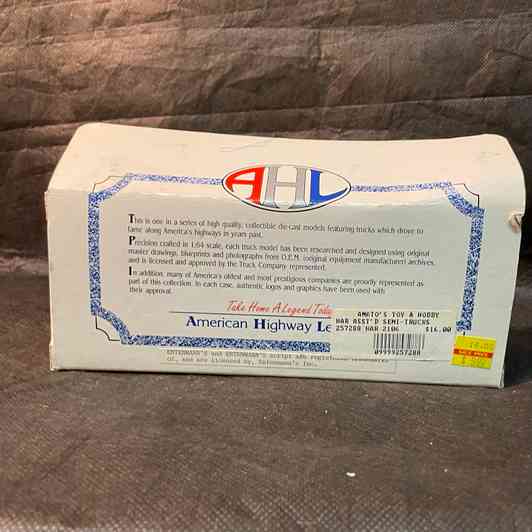 AHL
This is one in a series of high quality, collectible die-cast models featuring trucks which drove to
fame along America's highways in years past.
Precision crafted in 1:64 scale, each truck model has been researched and designed using original
master drawings, blueprints and photographs from O.E.M. (original equipment manufacturer) archives,
and is licensed and approved by the Truck Company represented.
In addition, many of America's oldest and most prestigious companies are proudly represented as
part of this collection. In each case, authentic logos and graphics have been used with
their approval.
Take Home A Legend Today
American Highway Le
AMATO'S TOY & HOBBY
HAR ASST'D SEMI-TRUCKS
257288 HAR 2106 $16.00
09999257288
ENTENMANN'S and ENTENMANN'S script are registered
of, and are licensed by, Entenmann's Inc.